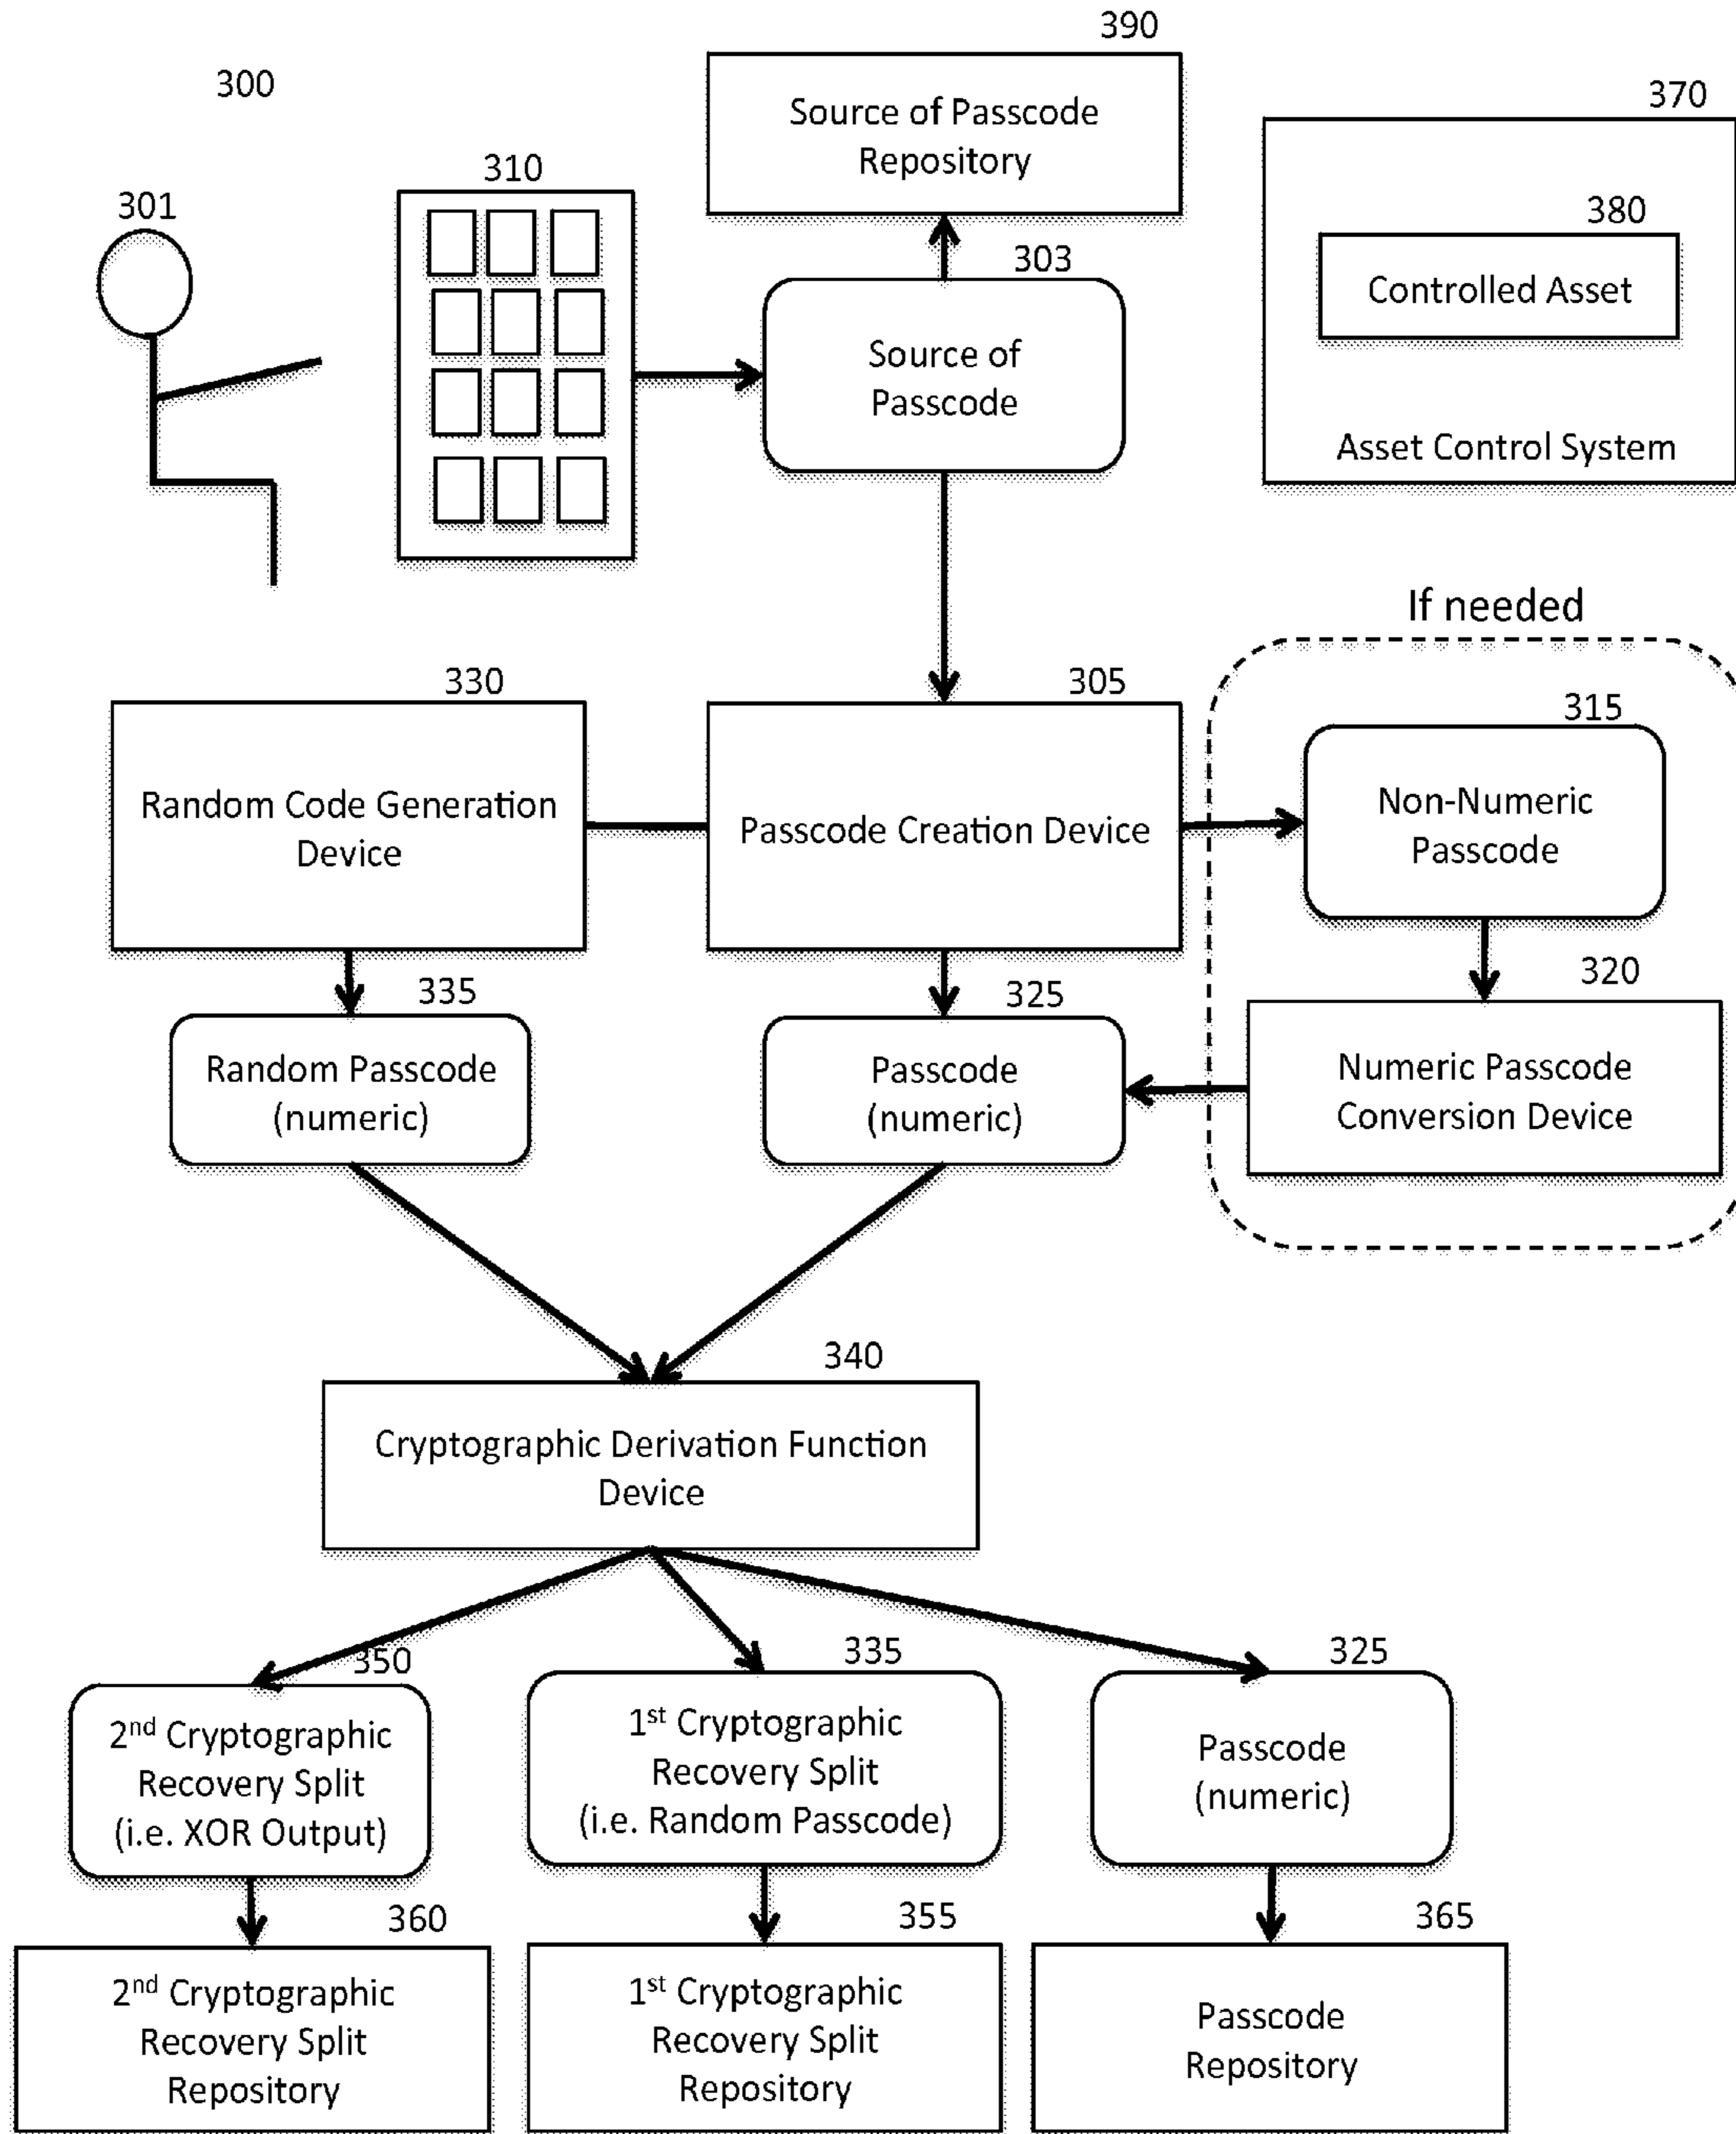 300
390
Source of Passcode
Repository
370
380
Controlled Asset
Asset Control System
301
310
303
Source of
Passcode
If needed
330
Random Code Generation
Device
305
Passcode Creation Device
315
Non-Numeric
Passcode
335
Random Passcode
(numeric)
325
Passcode
(numeric)
320
Numeric Passcode
Conversion Device
340
Cryptographic Derivation Function
Device
350
2nd Cryptographic
Recovery Split
(i.e. XOR Output)
335
1st Cryptographic
Recovery Split
(i.e. Random Passcode)
325
Passcode
(numeric)
360
2nd Cryptographic
Recovery Split
Repository
355
1st Cryptographic
Recovery Split
Repository
365
Passcode
Repository